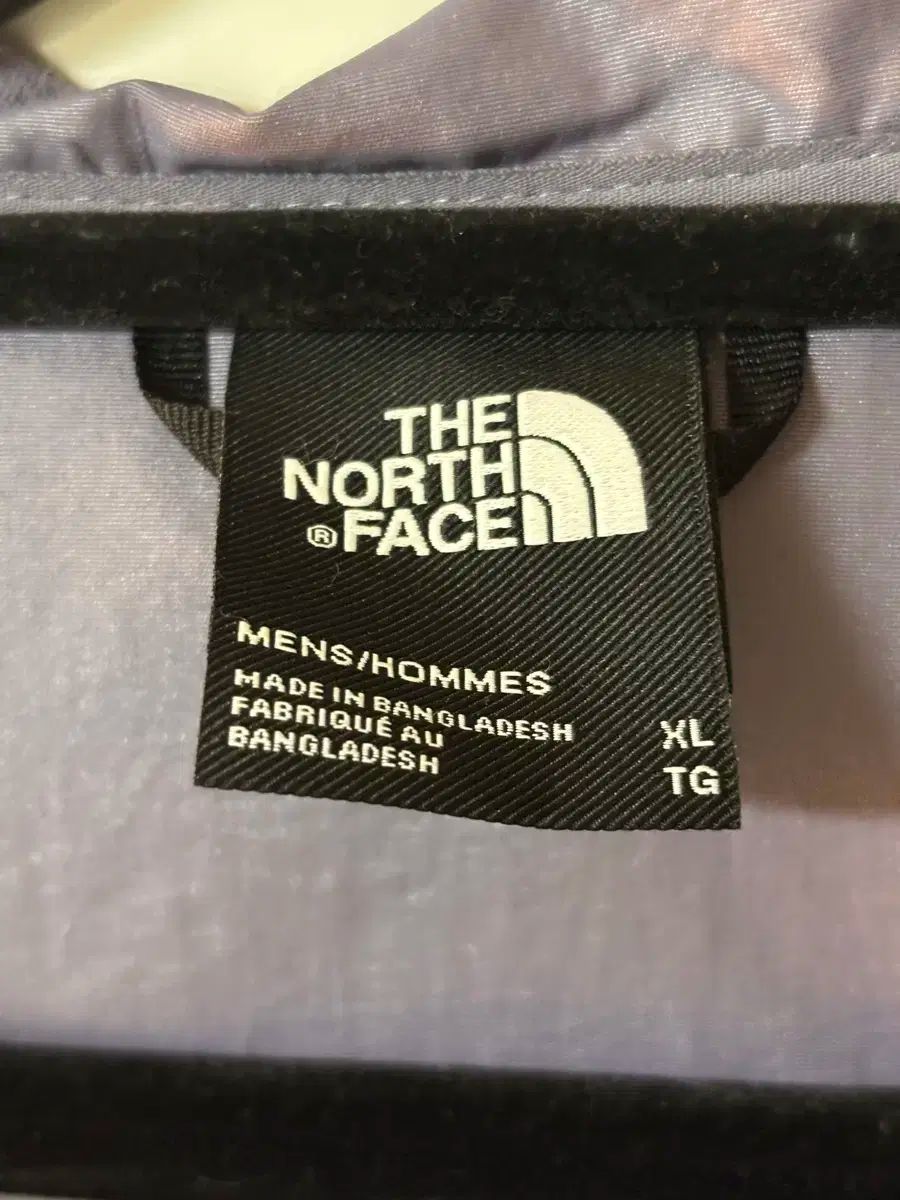 THE
NORTH
® FACE
MENS/HOMMES
MADE IN BANGLADESH
FABRIQUÉ AU
BANGLADESH
XL
TG